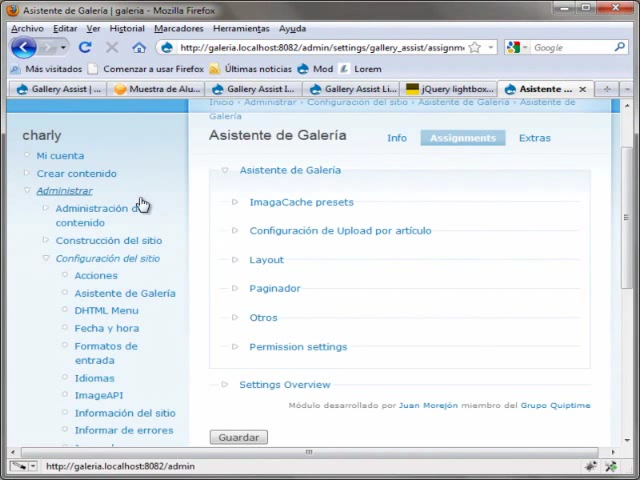 Asistente de Galería | galeria - Mozilla Firefox
Archivo Editar Ver Historial Marcadores Herramientas Ayuda
http://galeria.localhost:8082/admin/settings/gallery_assist/assignme
Google
Más visitados Comenzar a usar Firefox Últimas noticias Mod Lorem
Gallery Assist | ... Muestra de Alu... Gallery Assist I... Gallery Assist Li... jQuery lightbox... Asistente ...
Inicio › Administrar › Configuración del sitio › Asistente de Galería › Asistente de
Galería
charly
Asistente de Galería
Info Assignments Extras
Mi cuenta
Crear contenido
Administrar
Administración d
contenido
Construcción del sitio
Configuración del sitio
Acciones
Asistente de Galería
DHTML Menu
Fecha y hora
Formatos de
entrada
Idiomas
ImageAPI
Información del sitio
Informar de errores
Asistente de Galería
ImagaCache presets
Configuración de Upload por artículo
Layout
Paginador
Otros
Permission settings
Settings Overview
Módulo desarrollado por Juan Morejón miembro del Grupo Quiptime
Guardar
http://galeria.localhost:8082/admin